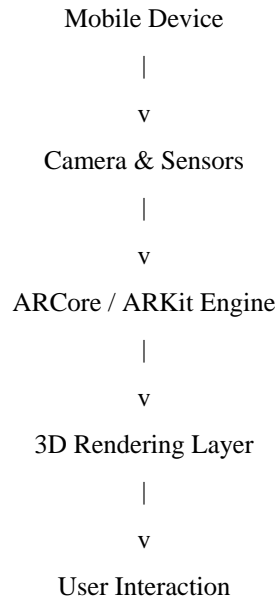 Mobile Device
|
v
Camera & Sensors
|
v
ARCore / ARKit Engine
|
v
3D Rendering Layer
|
v
User Interaction